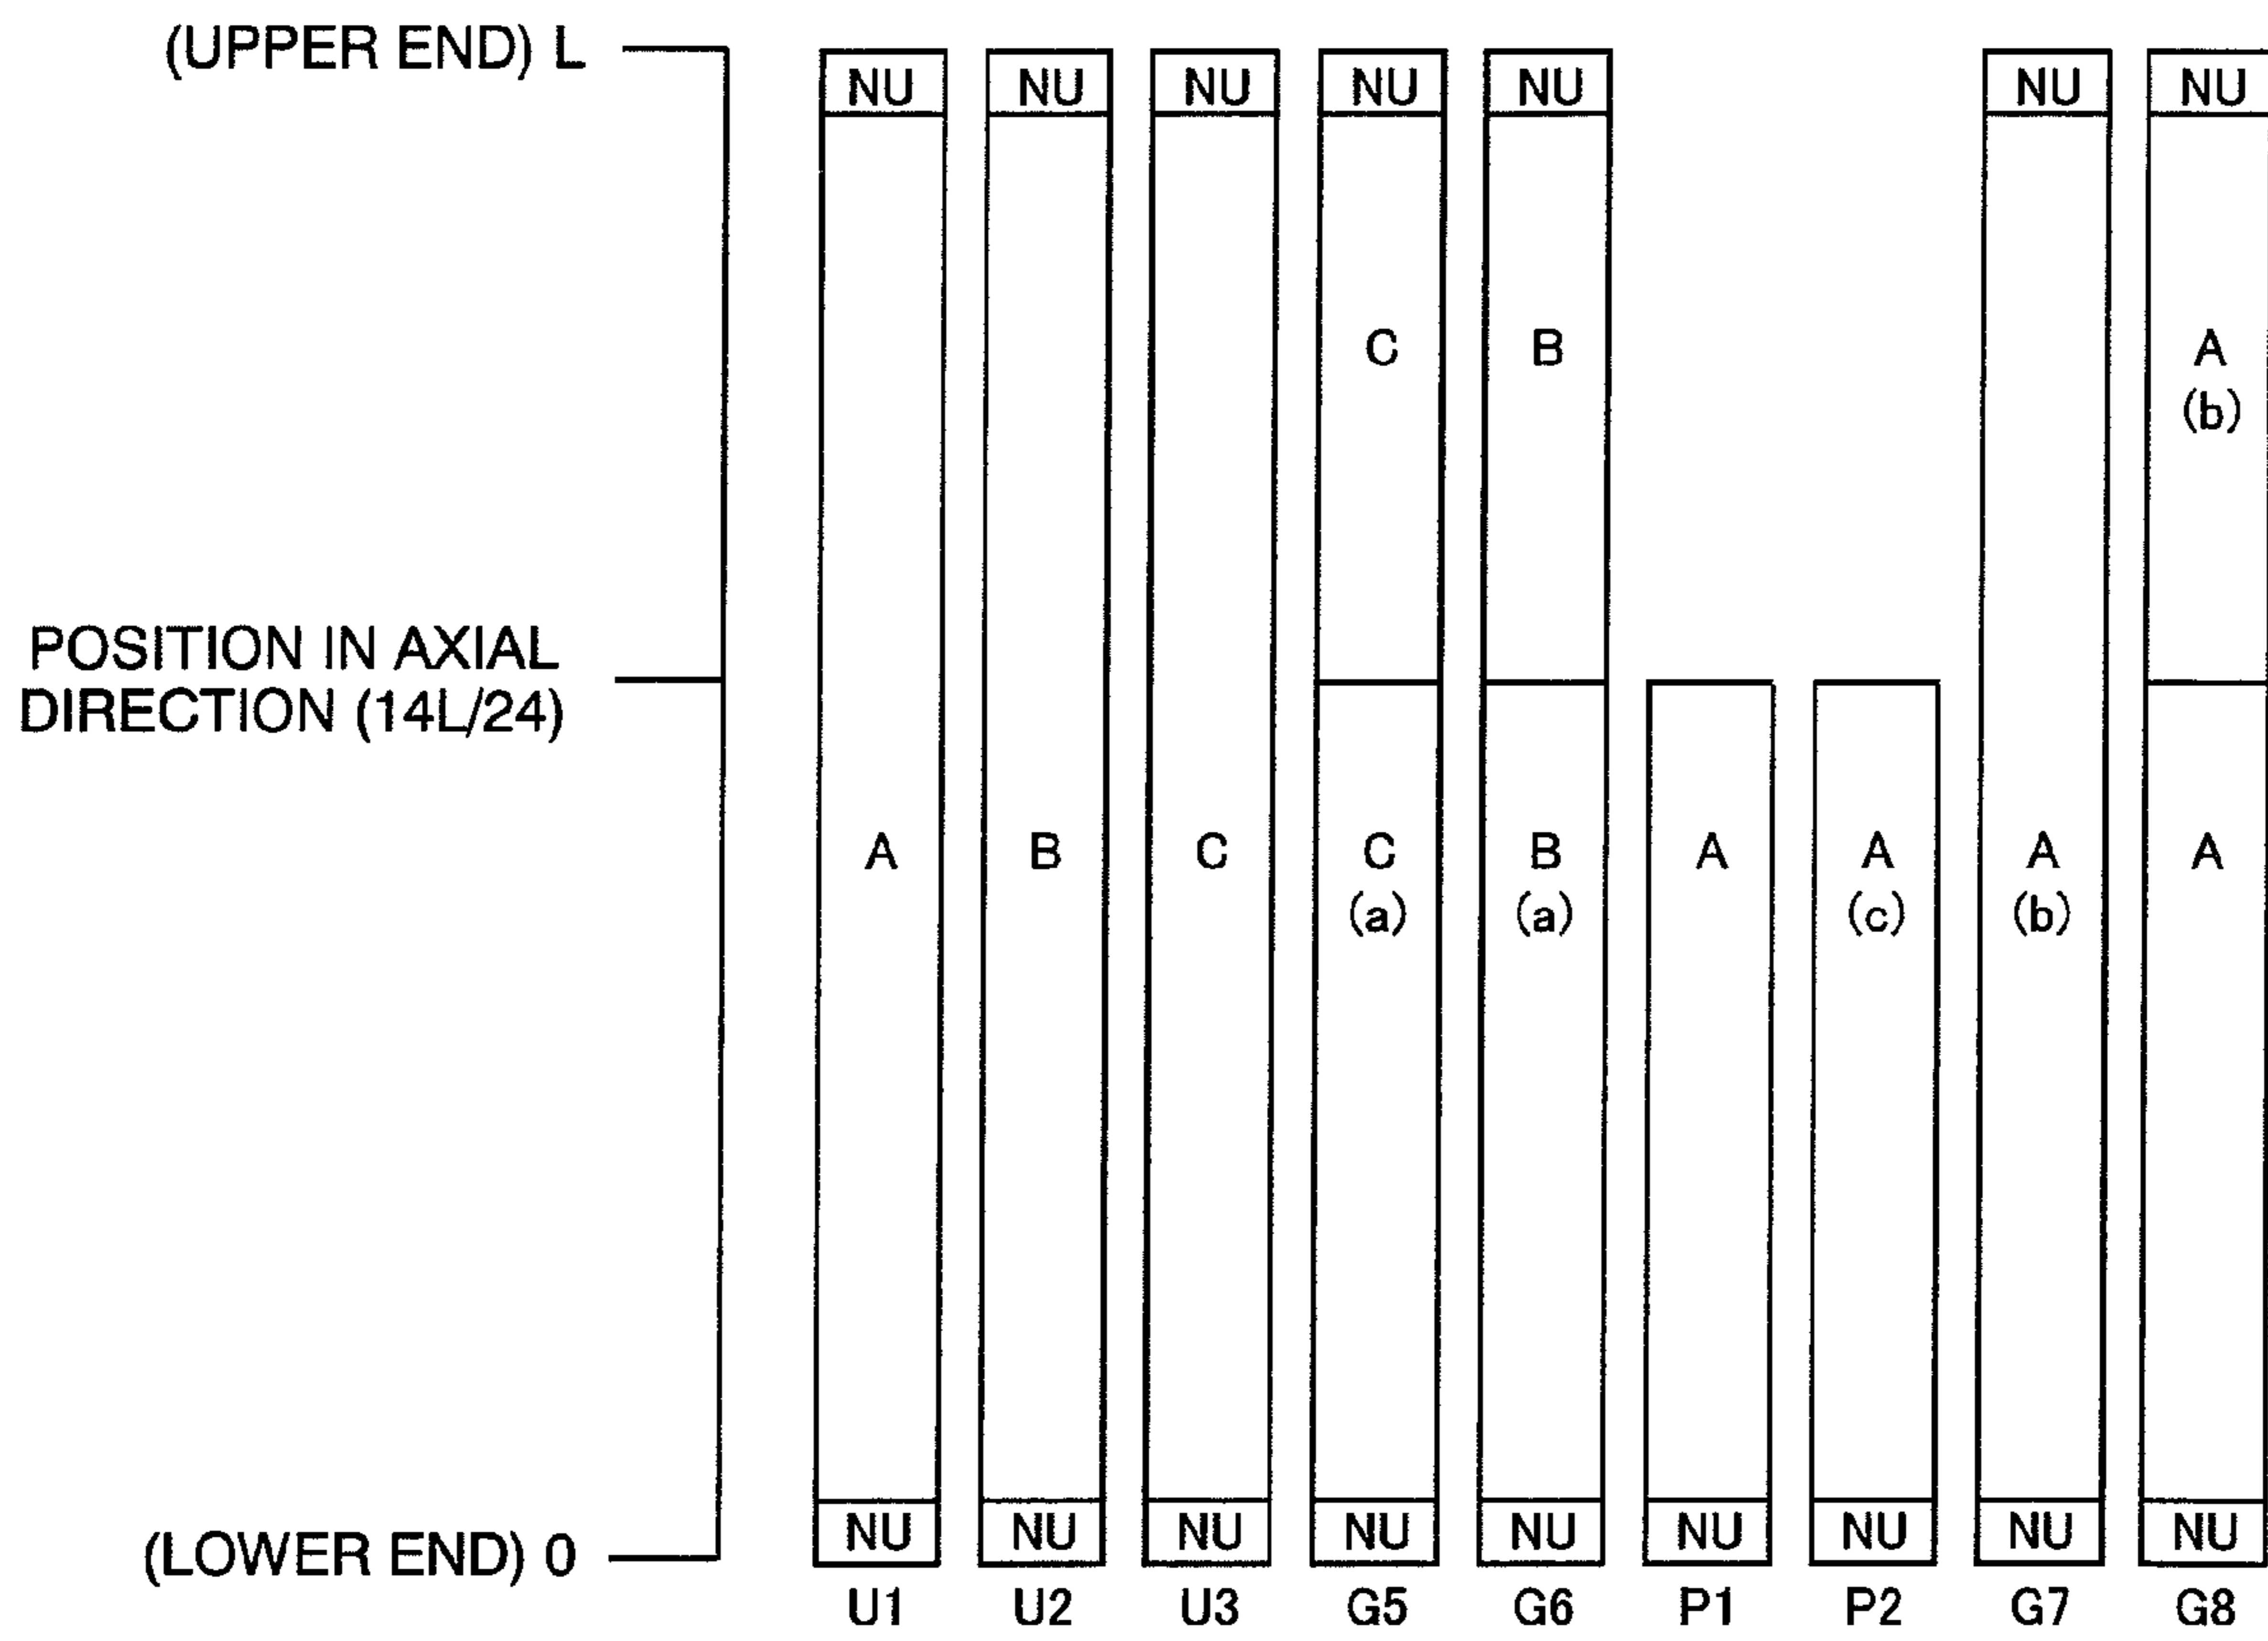 (UPPER END) L
NU NU NU NU NU NU NU
C B A
(b)
POSITION IN AXIAL
DIRECTION (14L/24)
A B C C B A A A A
(a) (a) (c) (b)
(LOWER END) 0
NU NU NU NU NU NU NU NU NU
U1 U2 U3 G5 G6 P1 P2 G7 G8